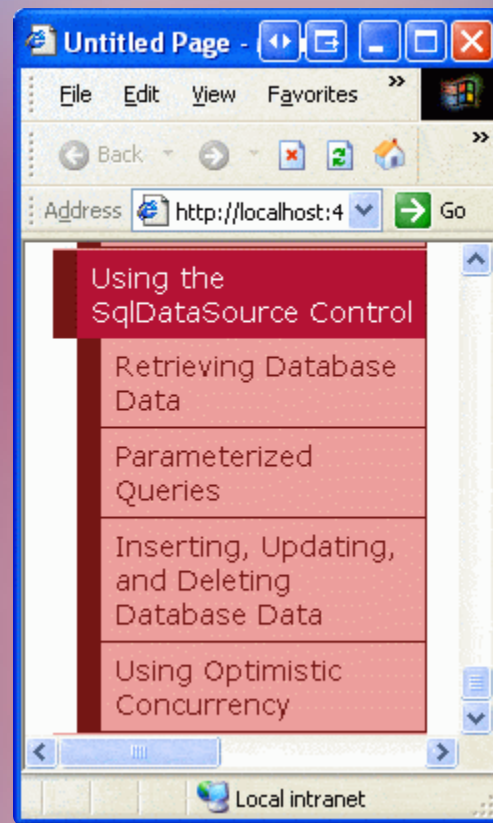 Untitled Page -
File Edit View Favorites »
Back »
Address http://localhost:4 Go
Using the
SqlDataSource Control
Retrieving Database
Data
Parameterized
Queries
Inserting, Updating,
and Deleting
Database Data
Using Optimistic
Concurrency
Local intranet